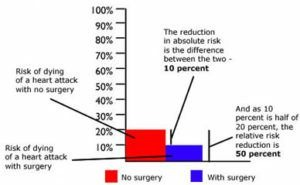 100%
90%
80%
70%
60%
50%
40%
30%
20%
10%
The reduction
in absolute risk
is the difference
between the two -
10 percent
Risk of dying
of a heart attack
with no surgery
And as 10
percent is half of
20 percent, the
relative risk
reduction is
50 percent
Risk of dying
of a heart attack
with surgery
No surgery
With surgery